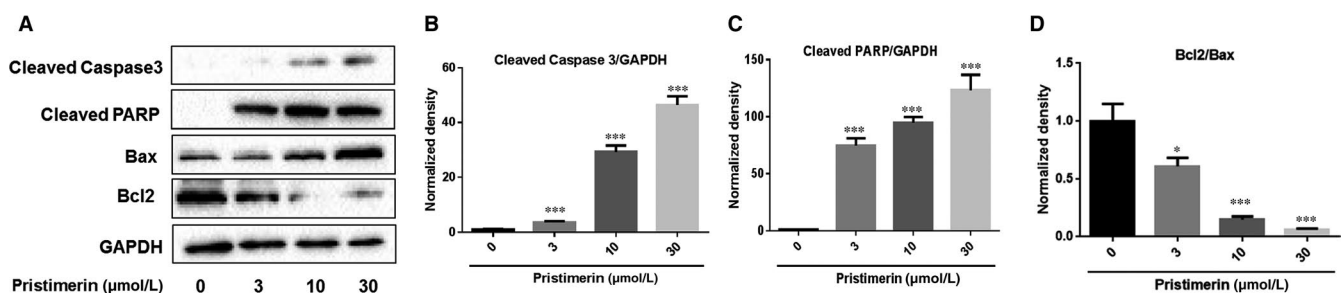 A
Cleaved Caspase3
Cleaved PARP
Bax
Bcl2
GAPDH
Pristimerin (μmol/L) 0 3 10 30
B
Cleaved Caspase 3/GAPDH
Normalized density
60
40
20
0
***
***
***
0 3 10 30
Pristimerin (μmol/L)
C
Cleaved PARP/GAPDH
Normalized density
150
100
50
0
***
***
***
0 3 10 30
Pristimerin (μmol/L)
D
Bcl2/Bax
Normalized density
1.5
1.0
0.5
0.0
*
***
***
0 3 10 30
Pristimerin (μmol/L)